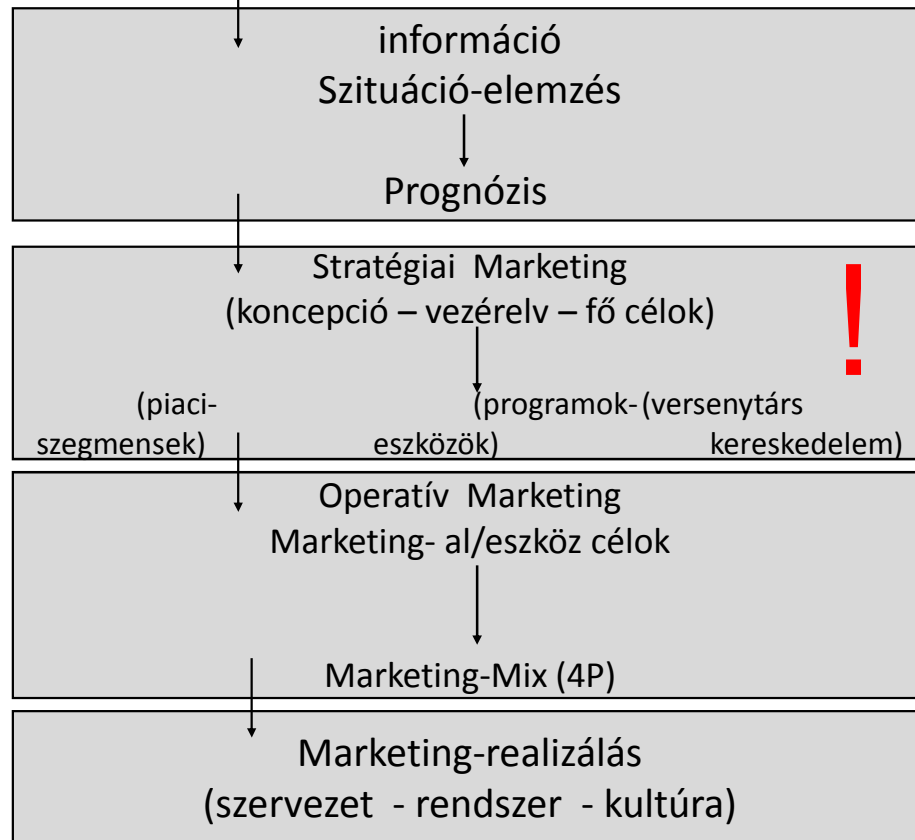 információ
Szituáció-elemzés
Prognózis
Stratégiai Marketing
(koncepció – vezérelv – fő célok)
!
(piaci- (programok- (versenytárs
szegmensek) eszközök) kereskedelem)
Operatív Marketing
Marketing- al/eszköz célok
Marketing-Mix (4P)
Marketing-realizálás
(szervezet - rendszer - kultúra)